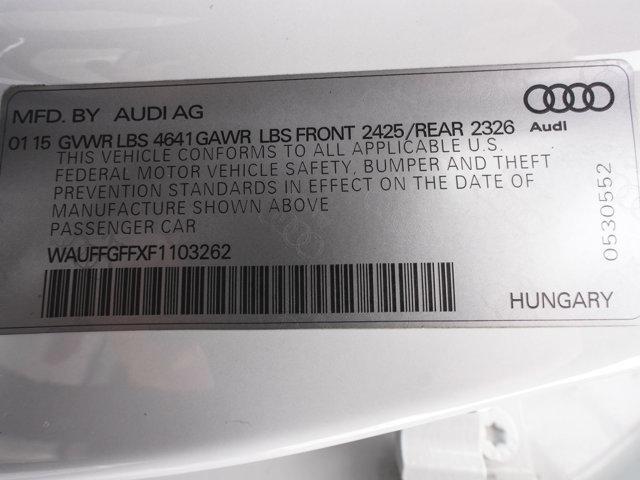 MFD. BY AUDI AG
01 15 GVWR LBS 4641 GAWR LBS FRONT 2425/REAR 2326
THIS VEHICLE CONFORMS TO ALL APPLICABLE U.S.
FEDERAL MOTOR VEHICLE SAFETY, BUMPER AND THEFT
PREVENTION STANDARDS IN EFFECT ON THE DATE OF
MANUFACTURE SHOWN ABOVE
PASSENGER CAR
WAUFFGFFXF1103262
Audi
0530552
HUNGARY